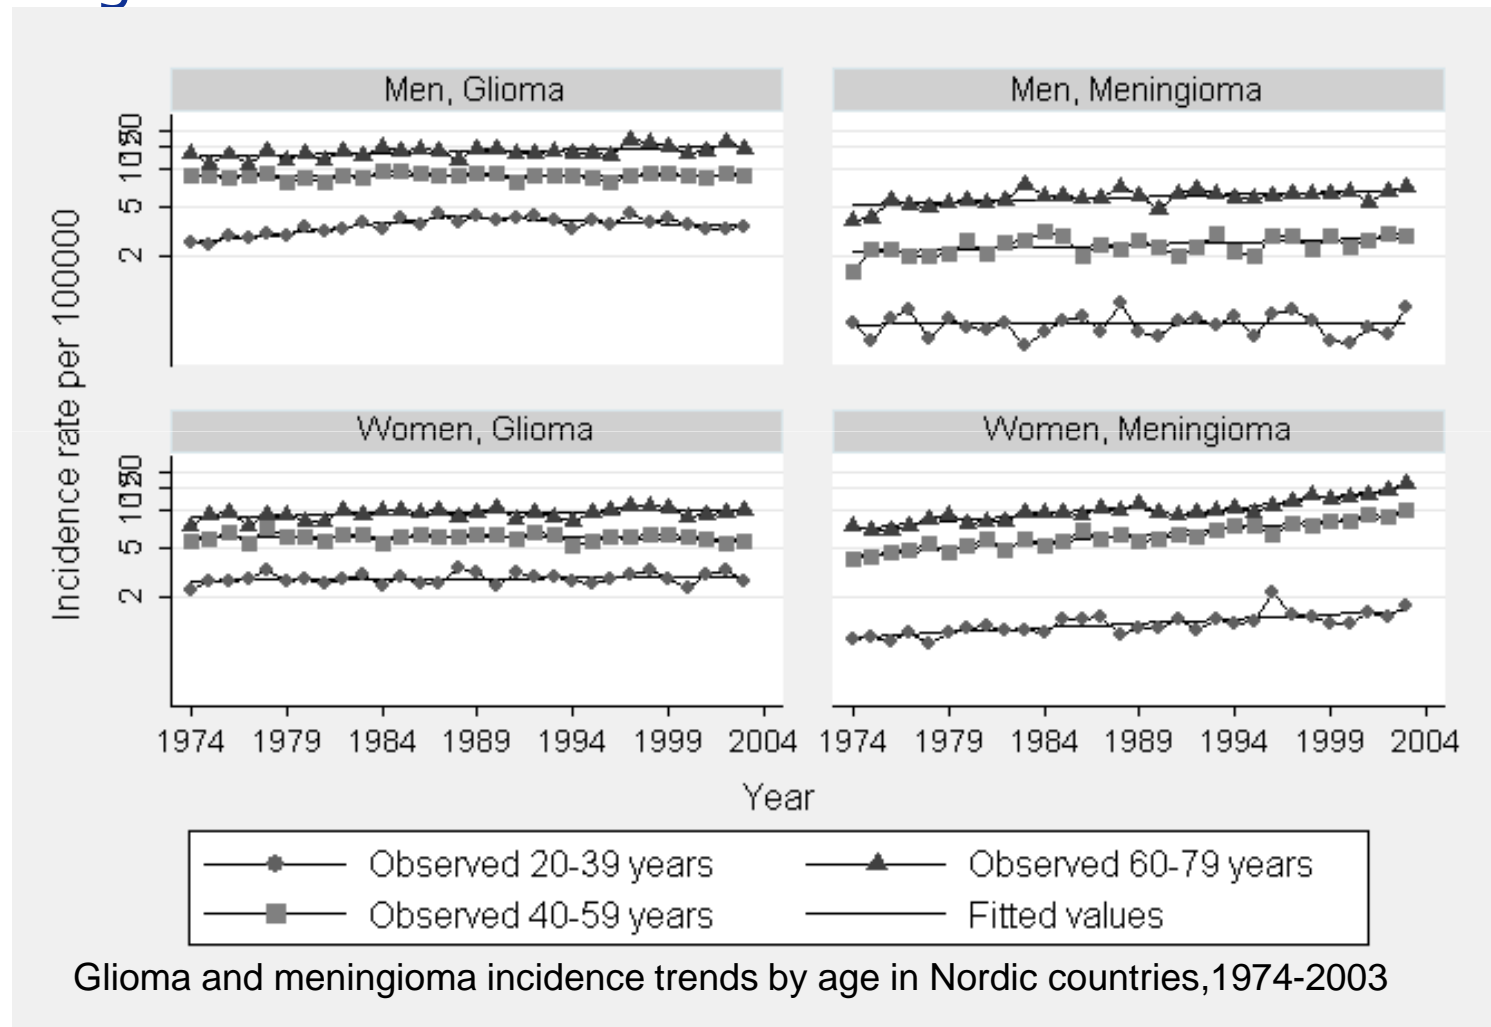 Men, Glioma
Men, Meningioma
10
5
2
Women, Glioma
Women, Meningioma
10
5
2
Incidence rate per 100000
1974 1979 1984 1989 1994 1999 2004
1974 1979 1984 1989 1994 1999 2004
Year
Observed 20-39 years
Observed 60-79 years
Observed 40-59 years
Fitted values
Glioma and meningioma incidence trends by age in Nordic countries,1974-2003